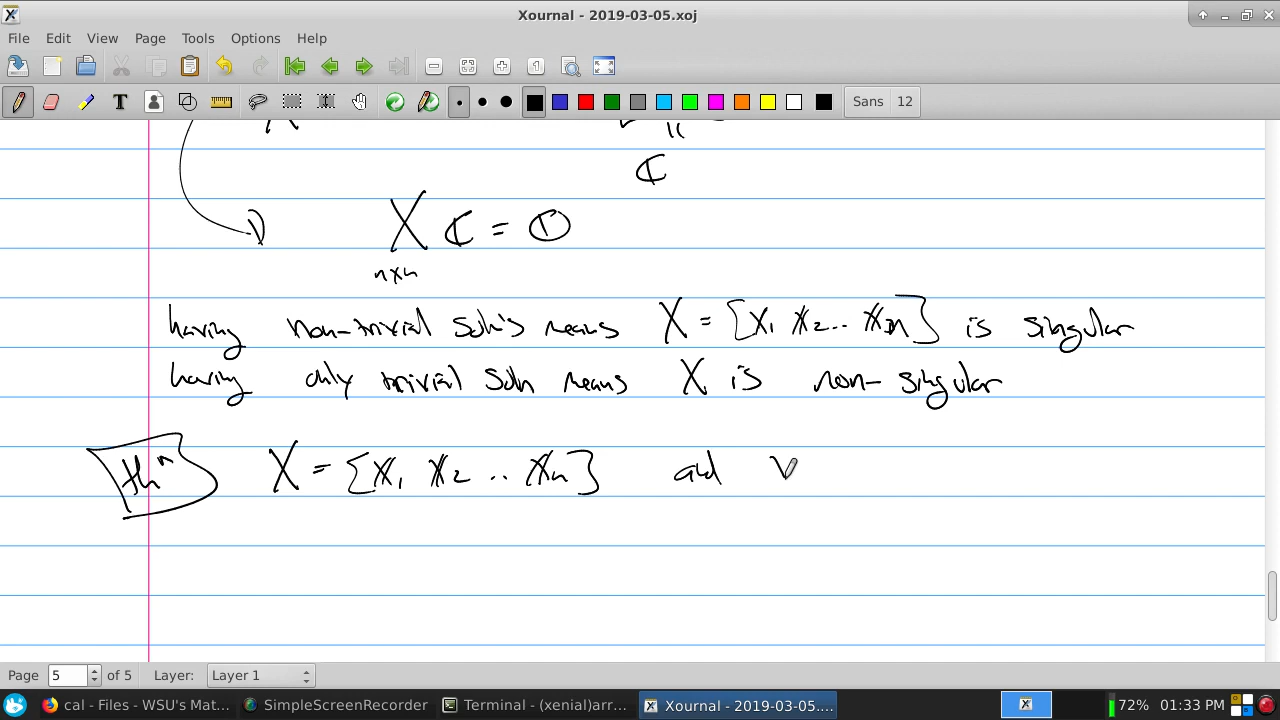 Xournal - 2019-03-05.xoj
File Edit View Page Tools Options Help
T Sans 12
ℂ
X ℂ = 𝕆
n×n
having non-trivial soln's means X = [𝕏1 𝕏2 .. 𝕏n] is singular
having only trivial soln means X is non-singular
thⁿ X = [𝕏1 𝕏2 .. 𝕏n] and
Page 5 of 5 Layer: Layer 1
cal - Files - WSU's Mat... SimpleScreenRecorder Terminal - (xenial)arr... Xournal - 2019-03-05.... 72% 01:33 PM